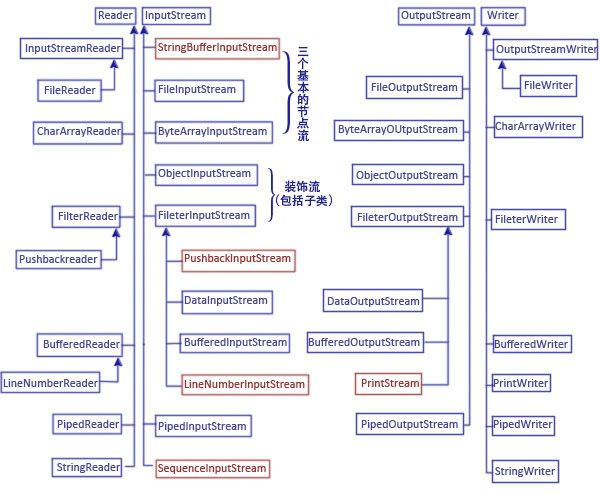 Reader
InputStream
OutputStream
Writer
InputStreamReader
StringBufferInputStream
OutputStreamWriter
FileReader
FileInputStream
FileOutputStream
FileWriter
CharArrayReader
ByteArrayInputStream
三个基本的节点流
ByteArrayOUtputStream
CharArrayWriter
ObjectInputStream
装饰流
(包括子类)
ObjectOutputStream
FilterReader
FileterInputStream
FileterOutputStream
FileterWriter
Pushbackreader
PushbackInputStream
DataInputStream
DataOutputStream
BufferedReader
BufferedInputStream
BufferedOutputStream
BufferedWriter
LineNumberReader
LineNumberInputStream
PrintStream
PrintWriter
PipedReader
PipedInputStream
PipedOutputStream
PipedWriter
StringReader
SequenceInputStream
StringWriter